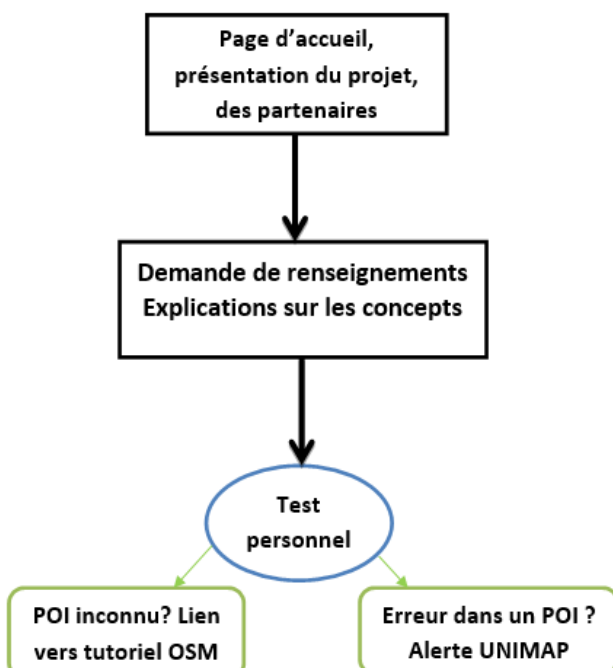 Page d’accueil,
présentation du projet,
des partenaires
Demande de renseignements
Explications sur les concepts
Test
personnel
POI inconnu? Lien
vers tutoriel OSM
Erreur dans un POI ?
Alerte UNIMAP